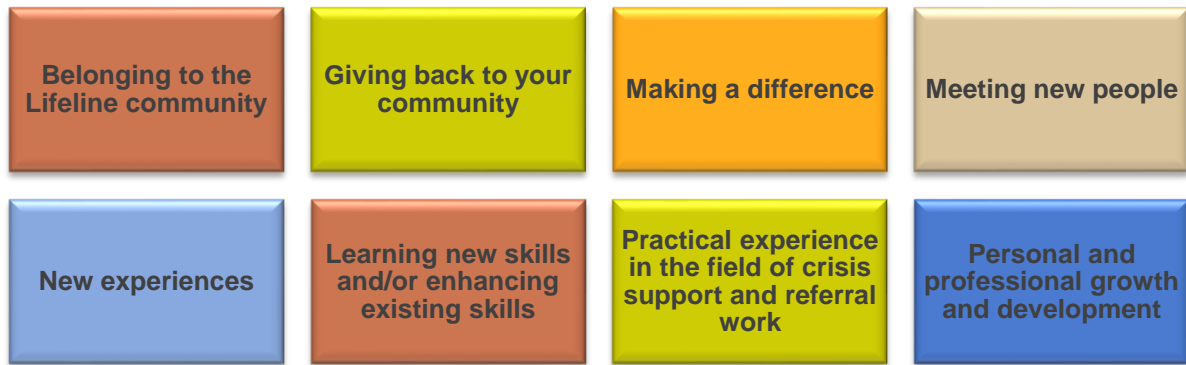 Belonging to the
Lifeline community
Giving back to your
community
Making a difference
Meeting new people
New experiences
Learning new skills
and/or enhancing
existing skills
Practical experience
in the field of crisis
support and referral
work
Personal and
professional growth
and development